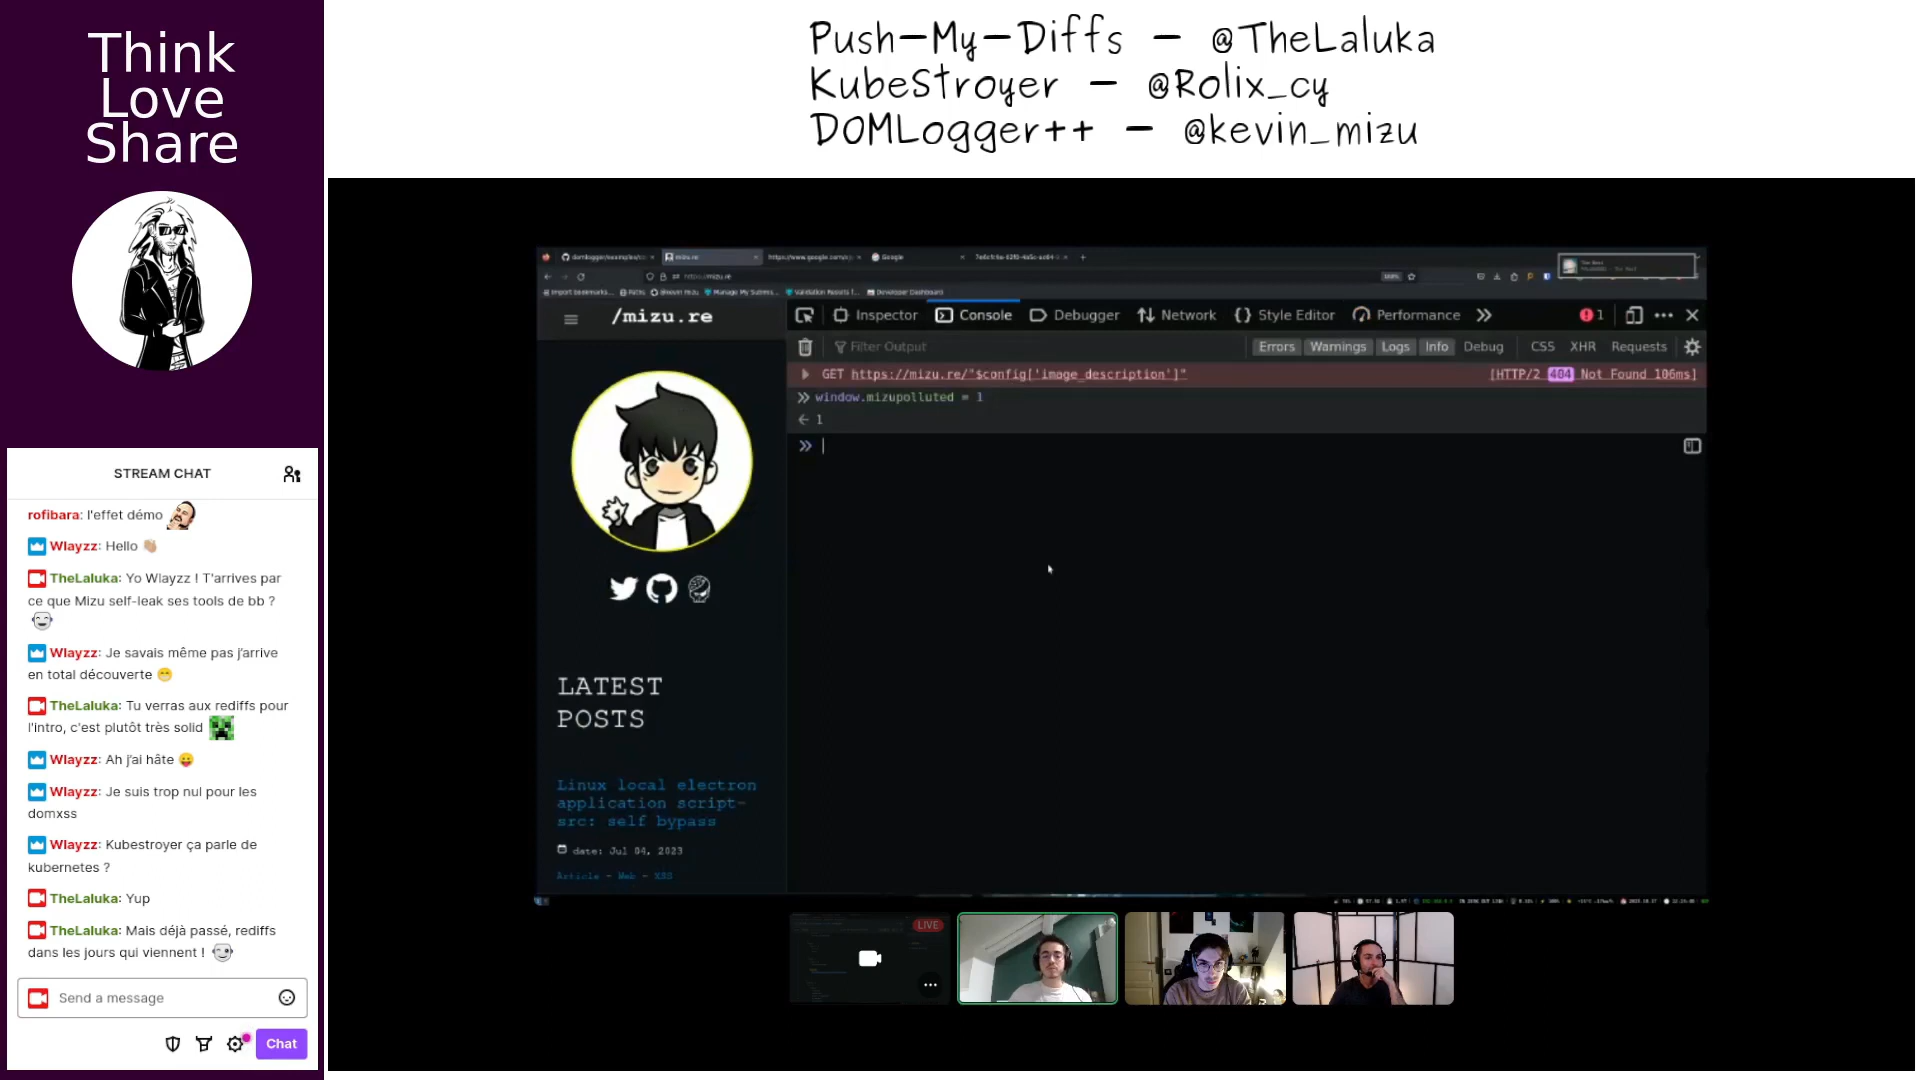 Think
Love
Share
Push-My-Diffs - @TheLaluka
KubeStroyer - @Rolix_cy
DOMLogger++ - @kevin_mizu
STREAM CHAT
rofibara: l'effet démo
Wlayzz: Hello
TheLaluka: Yo Wlayzz ! T'arrives par
ce que Mizu self-leak ses tools de bb ?
Wlayzz: Je savais même pas j'arrive
en total découverte
TheLaluka: Tu verras aux rediffs pour
l'intro, c'est plutôt très solid
Wlayzz: Ah j'ai hâte
Wlayzz: Je suis trop nul pour les
domxss
Wlayzz: Kubestroyer ça parle de
kubernetes ?
TheLaluka: Yup
TheLaluka: Mais déjà passé, rediffs
dans les jours qui viennent !
Send a message
Chat
mizu.re
Google
/mizu.re
Inspector Console Debugger Network Style Editor Performance 1
Filter Output Errors Warnings Logs Info Debug CSS XHR Requests
GET https://mizu.re/"$config['image_description']" [HTTP/2 404 Not Found 106ms]
window.mizupolluted = 1
1
LATEST
POSTS
Linux local electron
application script-
src: self bypass
date: Jul 04, 2023
Article - Web - XSS
LIVE